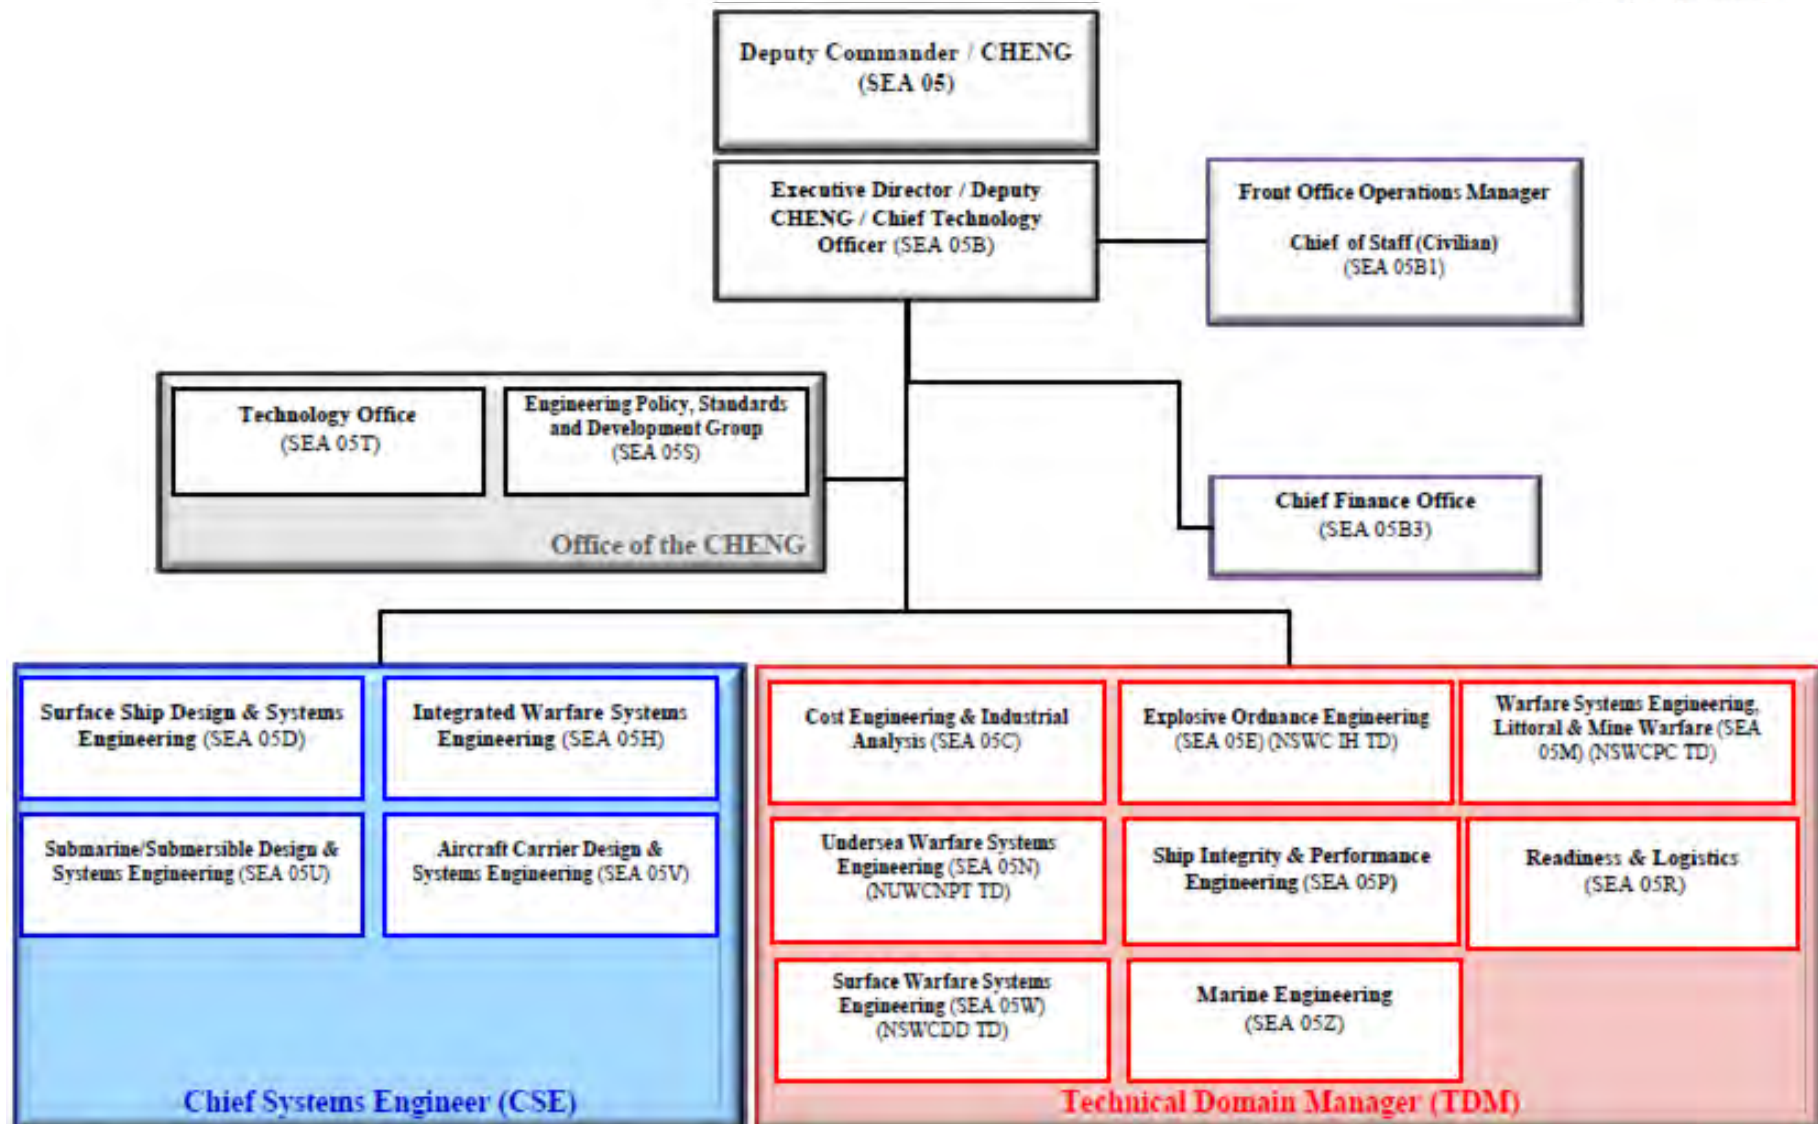 Deputy Commander / CHENG
(SEA 05)
Executive Director / Deputy
CHENG / Chief Technology
Officer (SEA 05B)
Front Office Operations Manager
Chief of Staff (Civilian)
(SEA 05B1)
Technology Office
(SEA 05T)
Engineering Policy, Standards
and Development Group
(SEA 05S)
Office of the CHENG
Chief Finance Office
(SEA 05B3)
Surface Ship Design & Systems
Engineering (SEA 05D)
Integrated Warfare Systems
Engineering (SEA 05H)
Submarine/Submersible Design &
Systems Engineering (SEA 05U)
Aircraft Carrier Design &
Systems Engineering (SEA 05V)
Chief Systems Engineer (CSE)
Cost Engineering & Industrial
Analysis (SEA 05C)
Explosive Ordnance Engineering
(SEA 05E) (NSWC IH TD)
Warfare Systems Engineering,
Littoral & Mine Warfare (SEA
05M) (NSWCPC TD)
Undersea Warfare Systems
Engineering (SEA 05N)
(NUWCNPT TD)
Ship Integrity & Performance
Engineering (SEA 05P)
Readiness & Logistics
(SEA 05R)
Surface Warfare Systems
Engineering (SEA 05W)
(NSWCDD TD)
Marine Engineering
(SEA 05Z)
Technical Domain Manager (TDM)